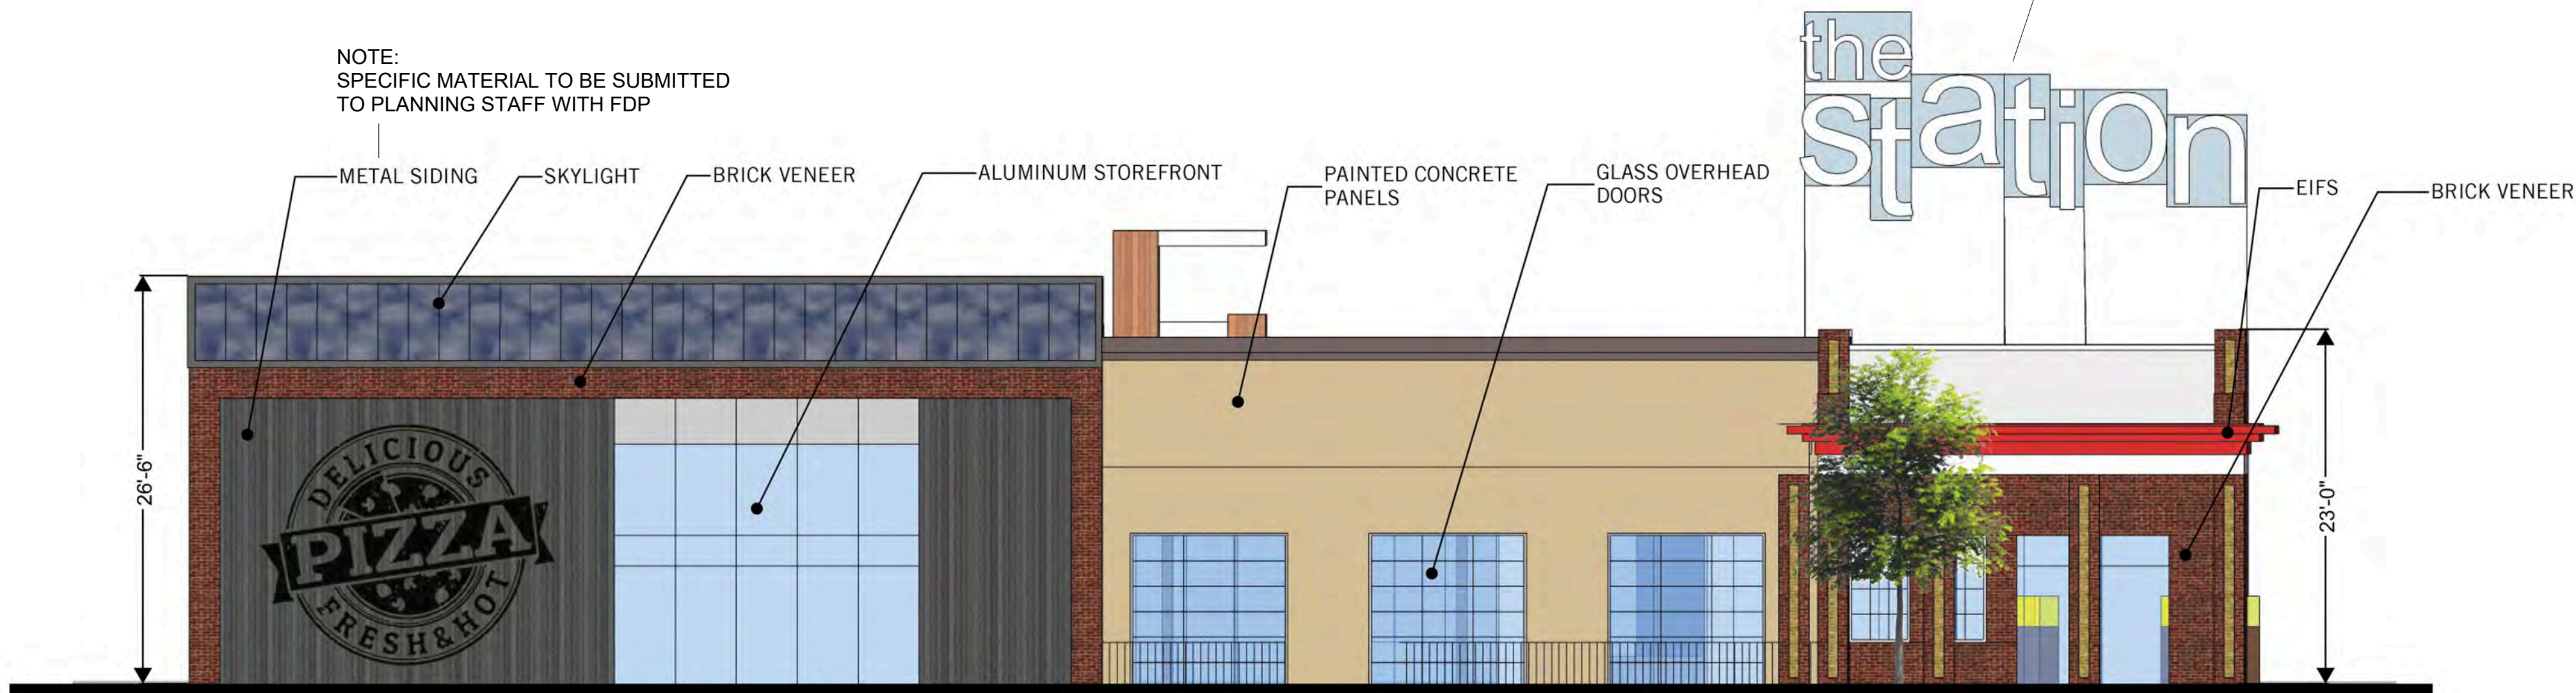 NOTE:
SPECIFIC MATERIAL TO BE SUBMITTED
TO PLANNING STAFF WITH FDP
METAL SIDING
SKYLIGHT
BRICK VENEER
ALUMINUM STOREFRONT
PAINTED CONCRETE
PANELS
GLASS OVERHEAD
DOORS
the
station
EIFS
BRICK VENEER
26'-6"
DELICIOUS
PIZZA
FRESH&HOT
23'-0"